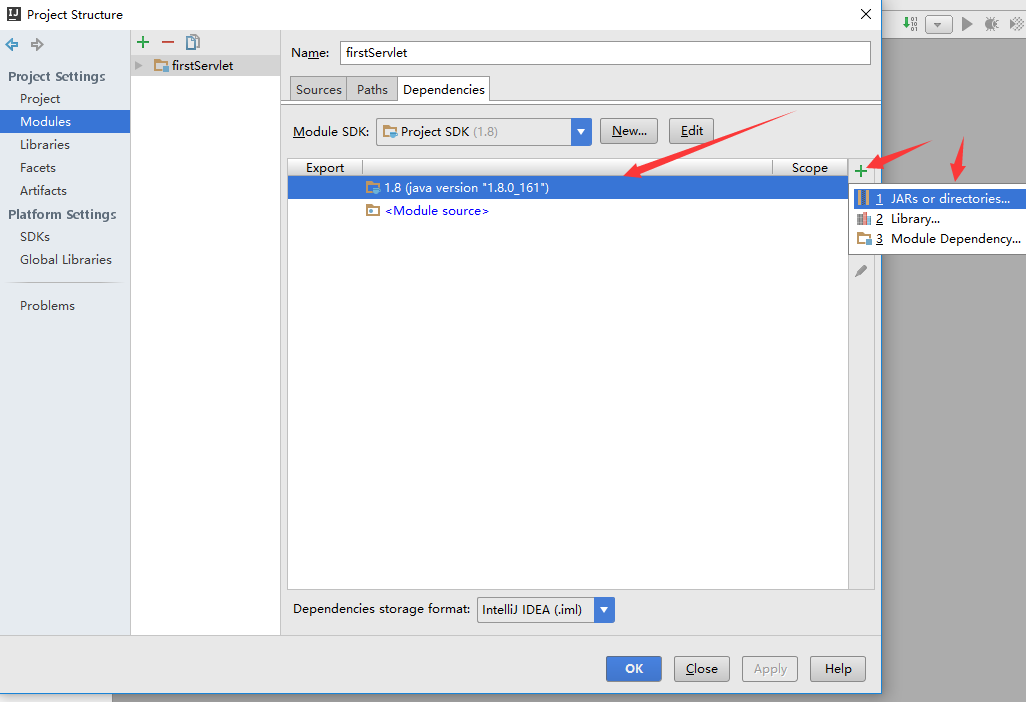 Project Structure
Project Settings
Project
Modules
Libraries
Facets
Artifacts
Platform Settings
SDKs
Global Libraries
Problems
firstServlet
Name: firstServlet
Sources Paths Dependencies
Module SDK: Project SDK (1.8) New... Edit
Export Scope
1.8 (java version "1.8.0_161")
<Module source>
1 JARs or directories...
2 Library...
3 Module Dependency...
Dependencies storage format: IntelliJ IDEA (.iml)
OK Close Apply Help